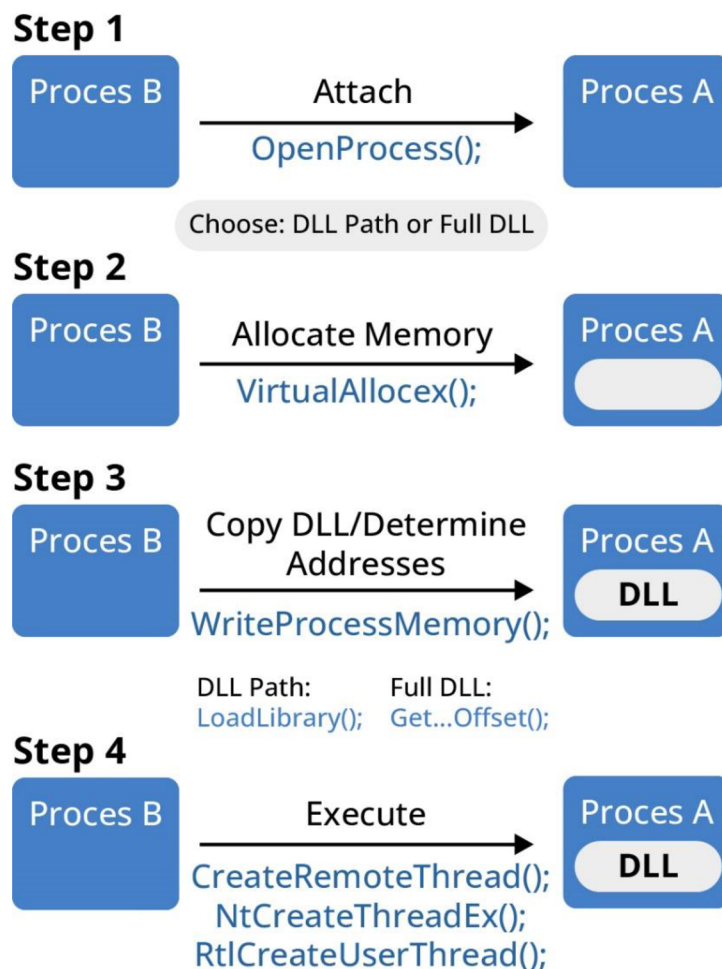 Step 1
Proces B
Attach
OpenProcess();
Proces A
Choose: DLL Path or Full DLL
Step 2
Proces B
Allocate Memory
VirtualAllocex();
Proces A
Step 3
Proces B
Copy DLL/Determine
Addresses
WriteProcessMemory();
Proces A
DLL
DLL Path:
LoadLibrary();
Full DLL:
Get...Offset();
Step 4
Proces B
Execute
CreateRemoteThread();
NtCreateThreadEx();
RtlCreateUserThread();
Proces A
DLL